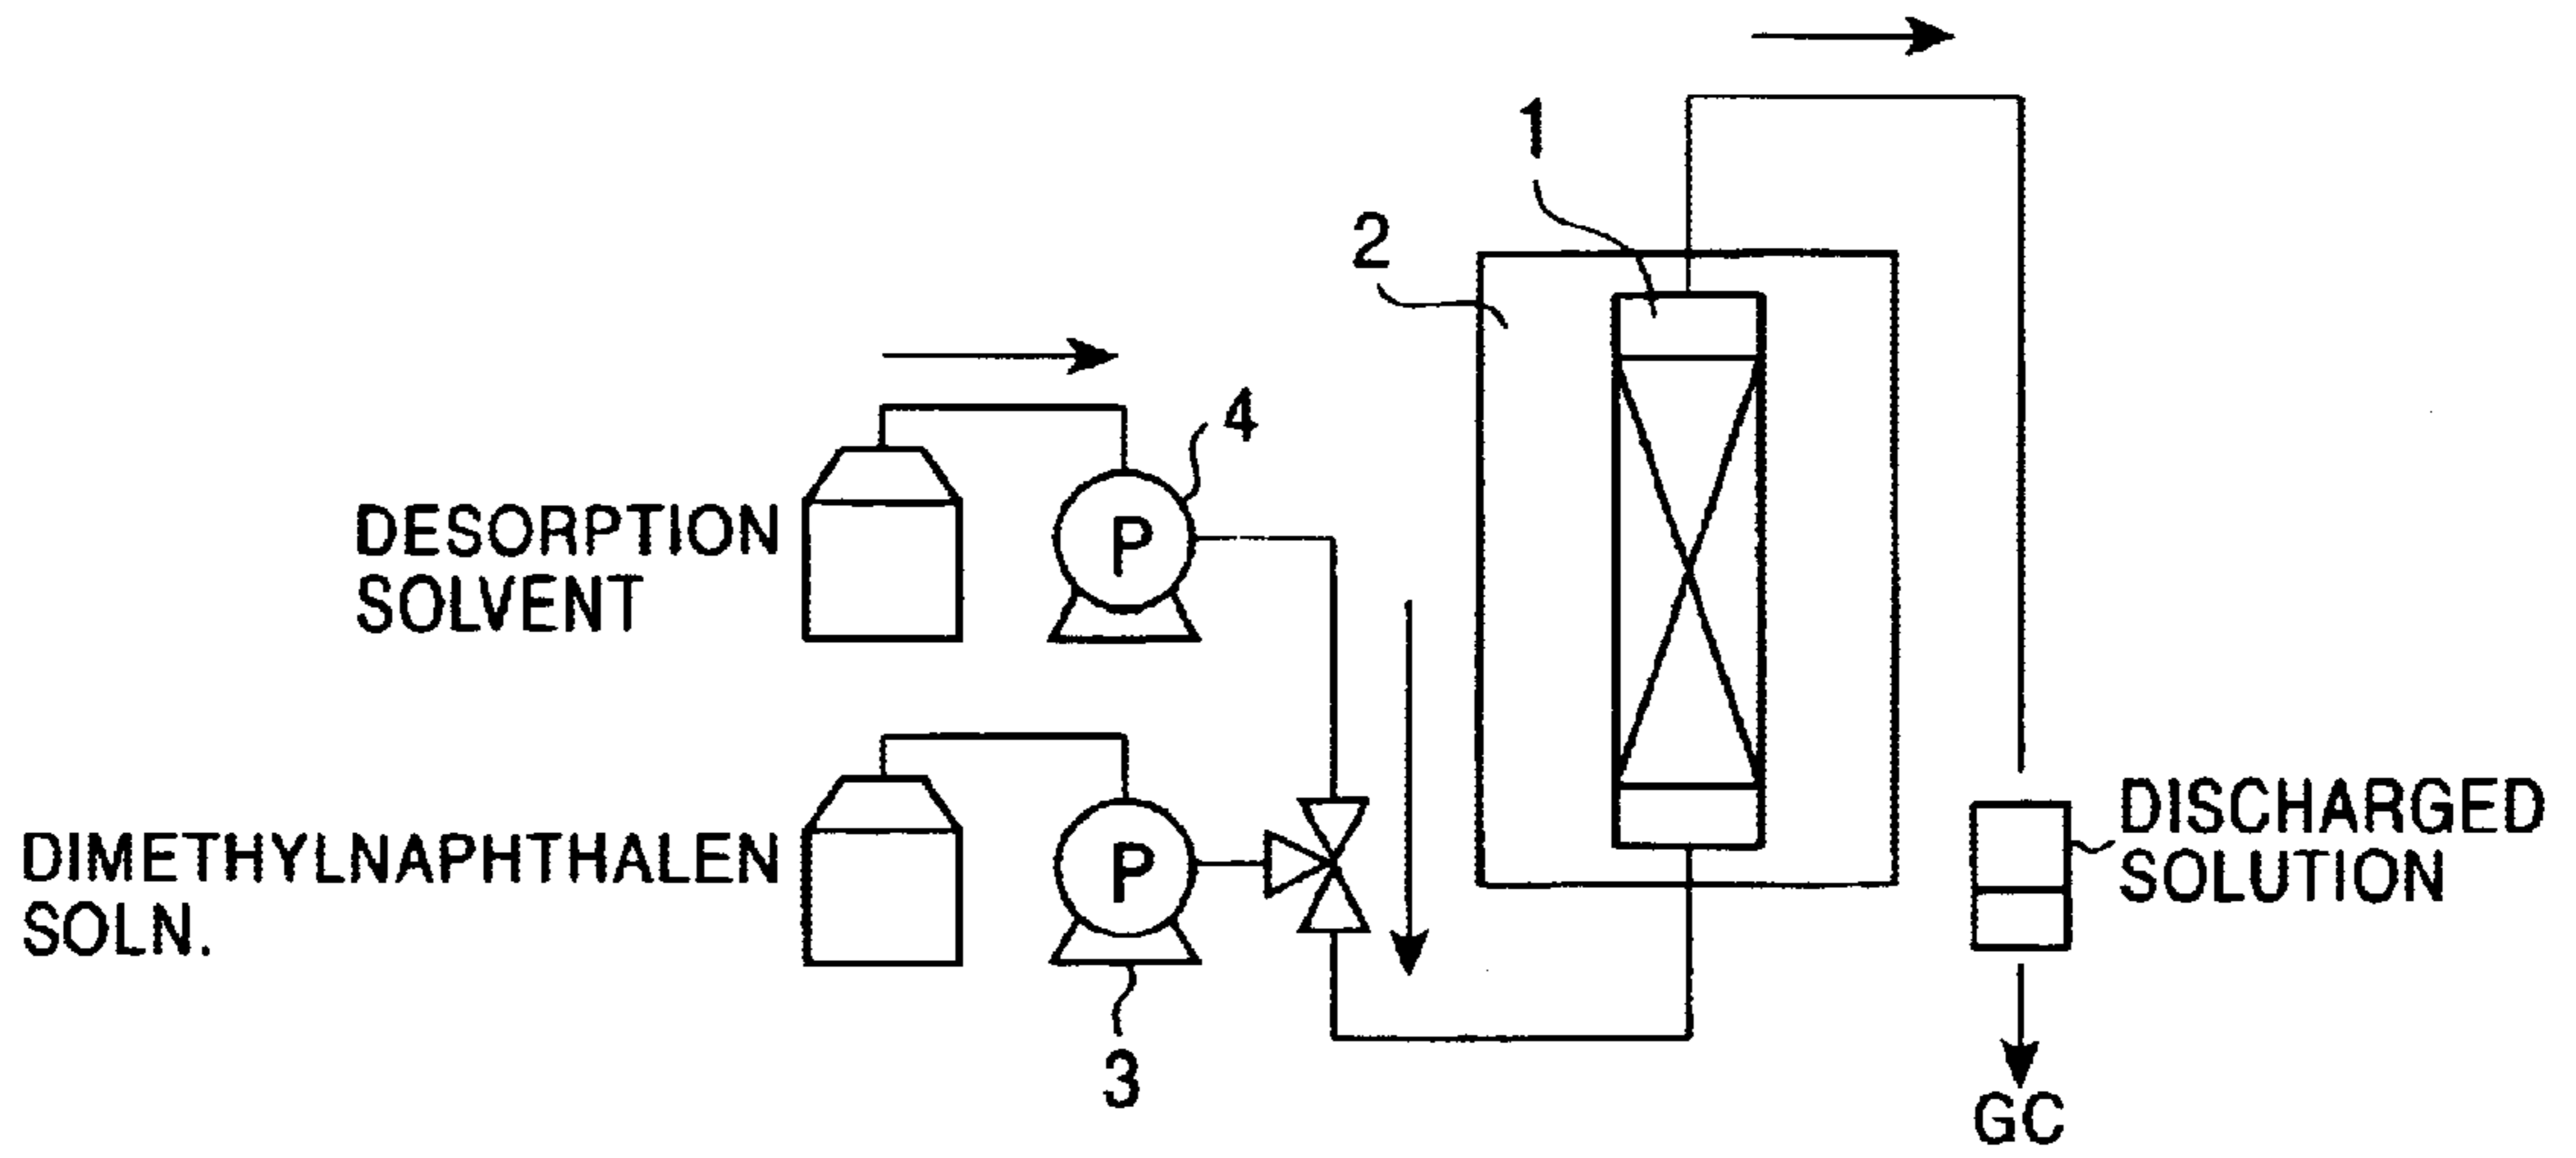 1
2
4
DESORPTION
SOLVENT
P
DIMETHYLNAPHTHALEN
SOLN.
P
3
DISCHARGED
SOLUTION
GC